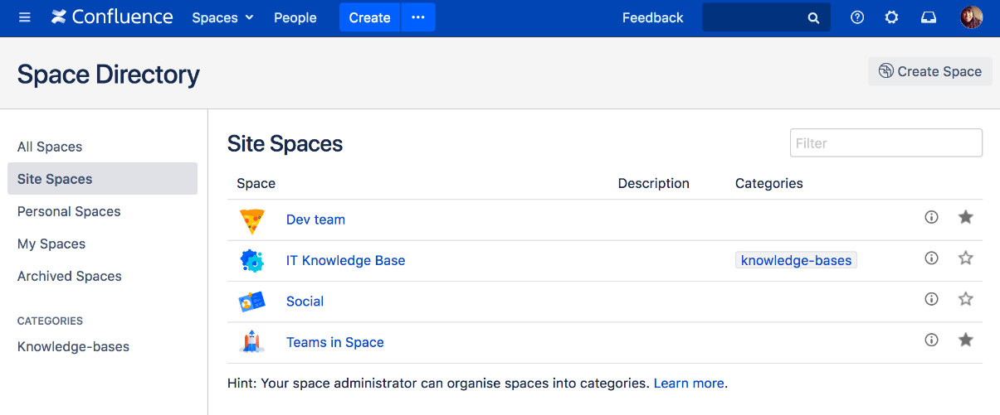 Confluence Spaces People Create ··· Feedback
Space Directory
Create Space
All Spaces
Site Spaces
Personal Spaces
My Spaces
Archived Spaces
CATEGORIES
Knowledge-bases
Site Spaces
Filter
Space Description Categories
Dev team
IT Knowledge Base knowledge-bases
Social
Teams in Space
Hint: Your space administrator can organise spaces into categories. Learn more.